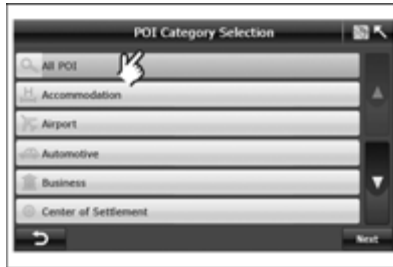 POI Category Selection
All POI
Accommodation
Airport
Automotive
Business
Center of Settlement
Next